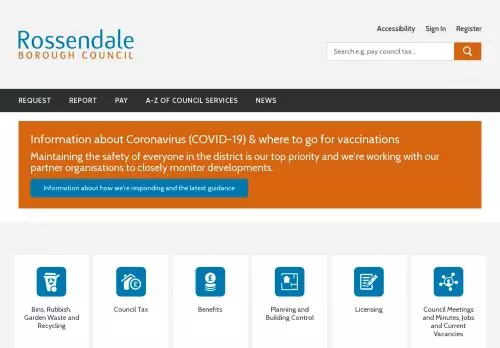 Accessibility Sign In Register
Rossendale
BOROUGH COUNCIL
Search e.g. pay council tax...
REQUEST REPORT PAY A-Z OF COUNCIL SERVICES NEWS
Information about Coronavirus (COVID-19) & where to go for vaccinations
Maintaining the safety of everyone in the district is our top priority and we're working with our
partner organisations to closely monitor developments.
Information about how we're responding and the latest guidance
Bins, Rubbish,
Garden Waste and
Recycling
Council Tax
Benefits
Planning and
Building Control
Licensing
Council Meetings
and Minutes, Jobs
and Current
Vacancies